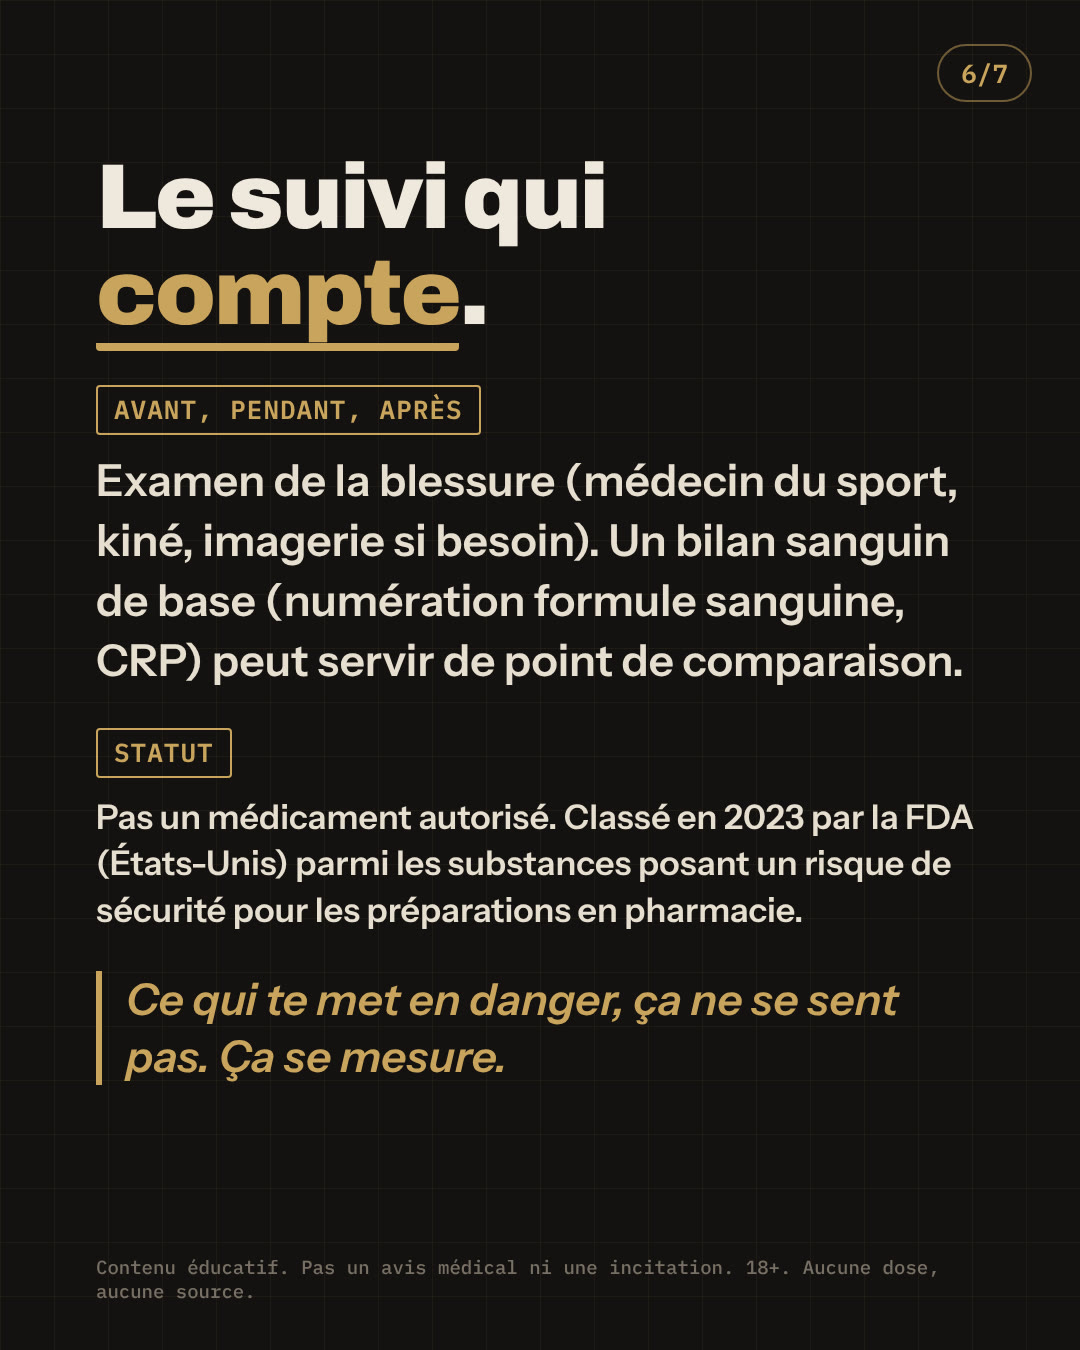 6/7
Le suivi qui
compte.
AVANT, PENDANT, APRÈS
Examen de la blessure (médecin du sport,
kiné, imagerie si besoin). Un bilan sanguin
de base (numération formule sanguine,
CRP) peut servir de point de comparaison.
STATUT
Pas un médicament autorisé. Classé en 2023 par la FDA
(États-Unis) parmi les substances posant un risque de
sécurité pour les préparations en pharmacie.
Ce qui te met en danger, ça ne se sent
pas. Ça se mesure.
Contenu éducatif. Pas un avis médical ni une incitation. 18+. Aucune dose,
aucune source.